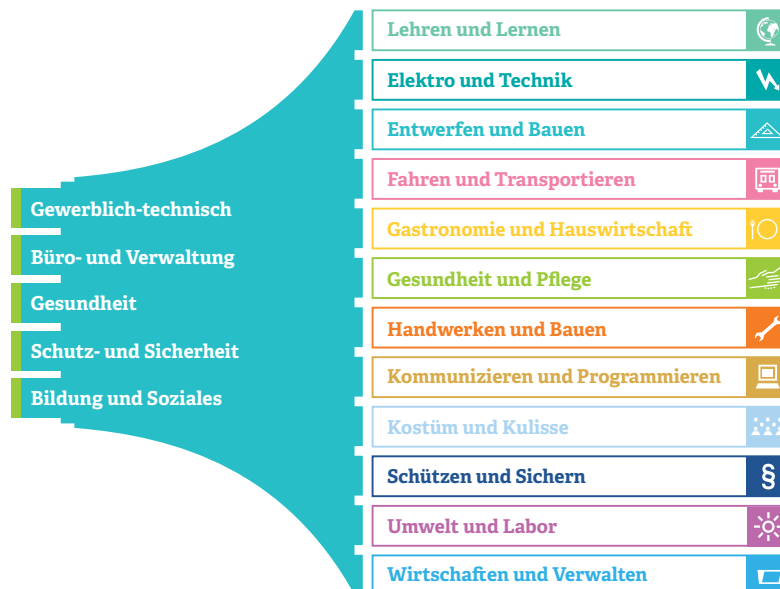 Gewerblich-technisch
Büro- und Verwaltung
Gesundheit
Schutz- und Sicherheit
Bildung und Soziales
Lehren und Lernen
Elektro und Technik
Entwerfen und Bauen
Fahren und Transportieren
Gastronomie und Hauswirtschaft
Gesundheit und Pflege
Handwerken und Bauen
Kommunizieren und Programmieren
Kostüm und Kulisse
Schützen und Sichern
§
Umwelt und Labor
Wirtschaften und Verwalten